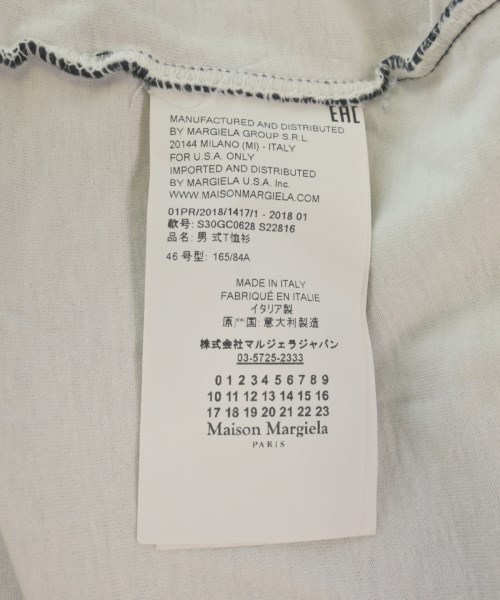 EAC
MANUFACTURED AND DISTRIBUTED
BY MARGIELA GROUP S.R.L.
20144 MILANO (MI) - ITALY
FOR U.S.A. ONLY
IMPORTED AND DISTRIBUTED
BY MARGIELA U.S.A. Inc.
WWW.MAISONMARGIELA.COM
01PR/2018/1417/1 - 2018 01
款号: S30GC0628 S22816
品名: 男 式T恤衫
46 号型: 165/84A
MADE IN ITALY
FABRIQUÉ EN ITALIE
イタリア製
原产国: 意大利製造
株式会社マルジェラジャパン
03-5725-2333
0 1 2 3 4 5 6 7 8 9
10 11 12 13 14 15 16
17 18 19 20 21 22 23
Maison Margiela
PARIS